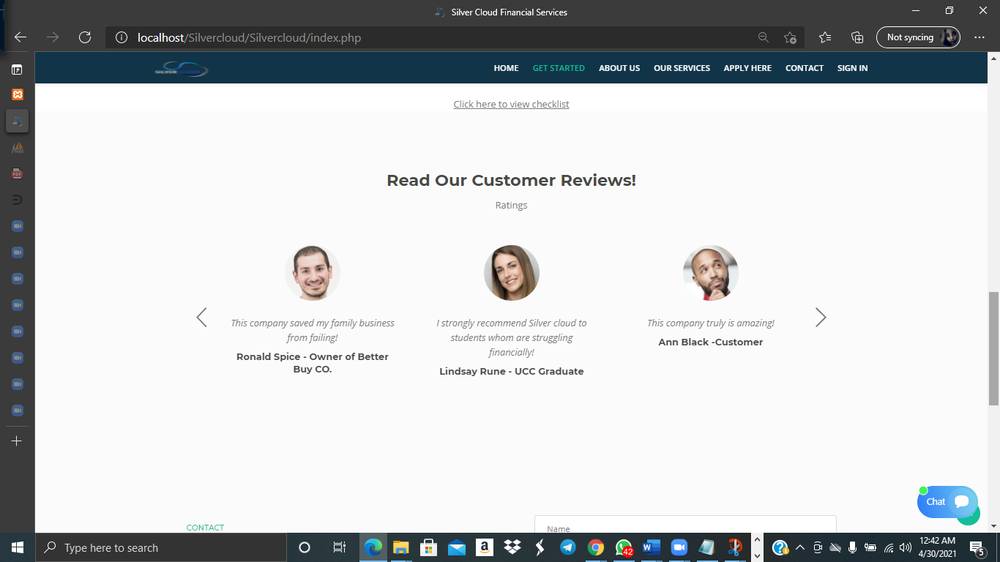 Silver Cloud Financial Services
localhost/Silvercloud/Silvercloud/index.php
Not syncing
HOME GET STARTED ABOUT US OUR SERVICES APPLY HERE CONTACT SIGN IN
Click here to view checklist
Read Our Customer Reviews!
Ratings
This company saved my family business
from failing!
Ronald Spice - Owner of Better
Buy CO.
I strongly recommend Silver cloud to
students whom are struggling
financially!
Lindsay Rune - UCC Graduate
This company truly is amazing!
Ann Black -Customer
Chat
CONTACT
Name
Type here to search
42
12:42 AM
4/30/2021
5